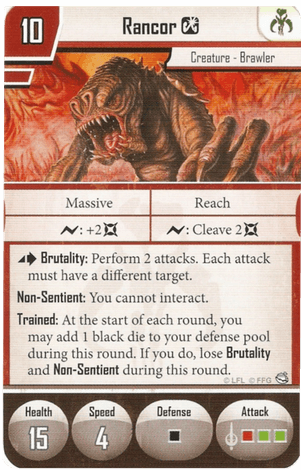 10
Rancor
Creature - Brawler
Massive
Reach
: +2
: Cleave 2
Brutality: Perform 2 attacks. Each attack
must have a different target.
Non-Sentient: You cannot interact.
Trained: At the start of each round, you
may add 1 black die to your defense pool
during this round. If you do, lose Brutality
and Non-Sentient during this round.
© LFL © FFG
Health
Speed
Defense
Attack
15
4